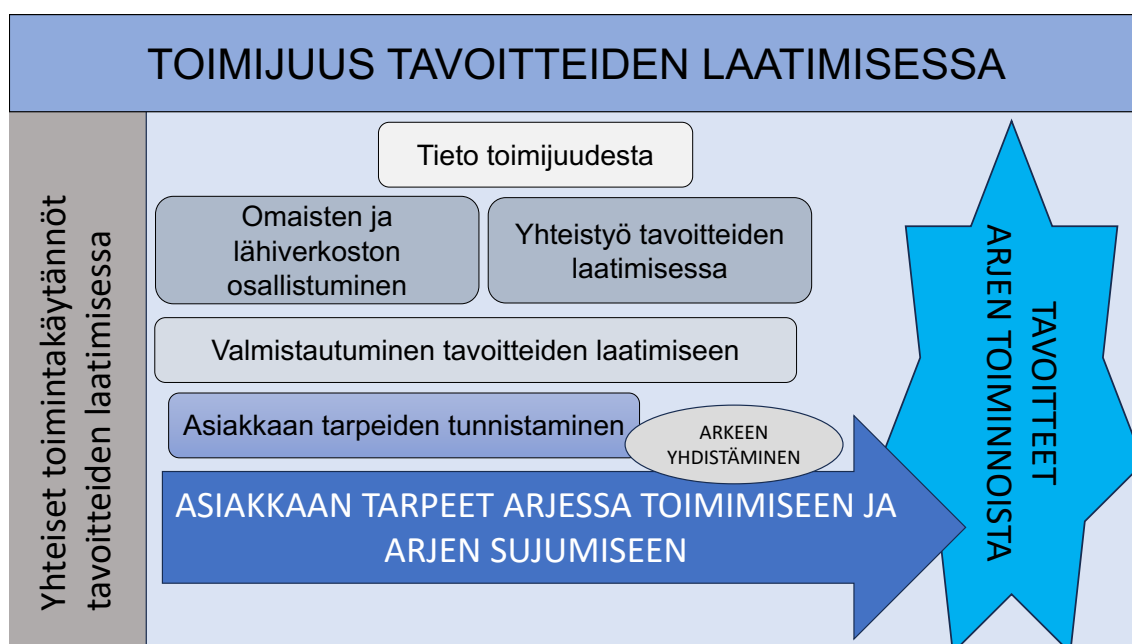 TOIMIJUUS TAVOITTEIDEN LAATIMISESSA
Yhteiset toimintakäytännöt
tavoitteiden laatimisessa
Tieto toimijuudesta
Omaisten ja
lähiverkoston
osallistuminen
Yhteistyö tavoitteiden
laatimisessa
Valmistautuminen tavoitteiden laatimiseen
Asiakkaan tarpeiden tunnistaminen
ARKEEN
YHDISTÄMINEN
ASIAKKAAN TARPEET ARJESSA TOIMIMISEEN JA
ARJEN SUJUMISEEN
TAVOITTEET
ARJEN TOIMINNOISTA